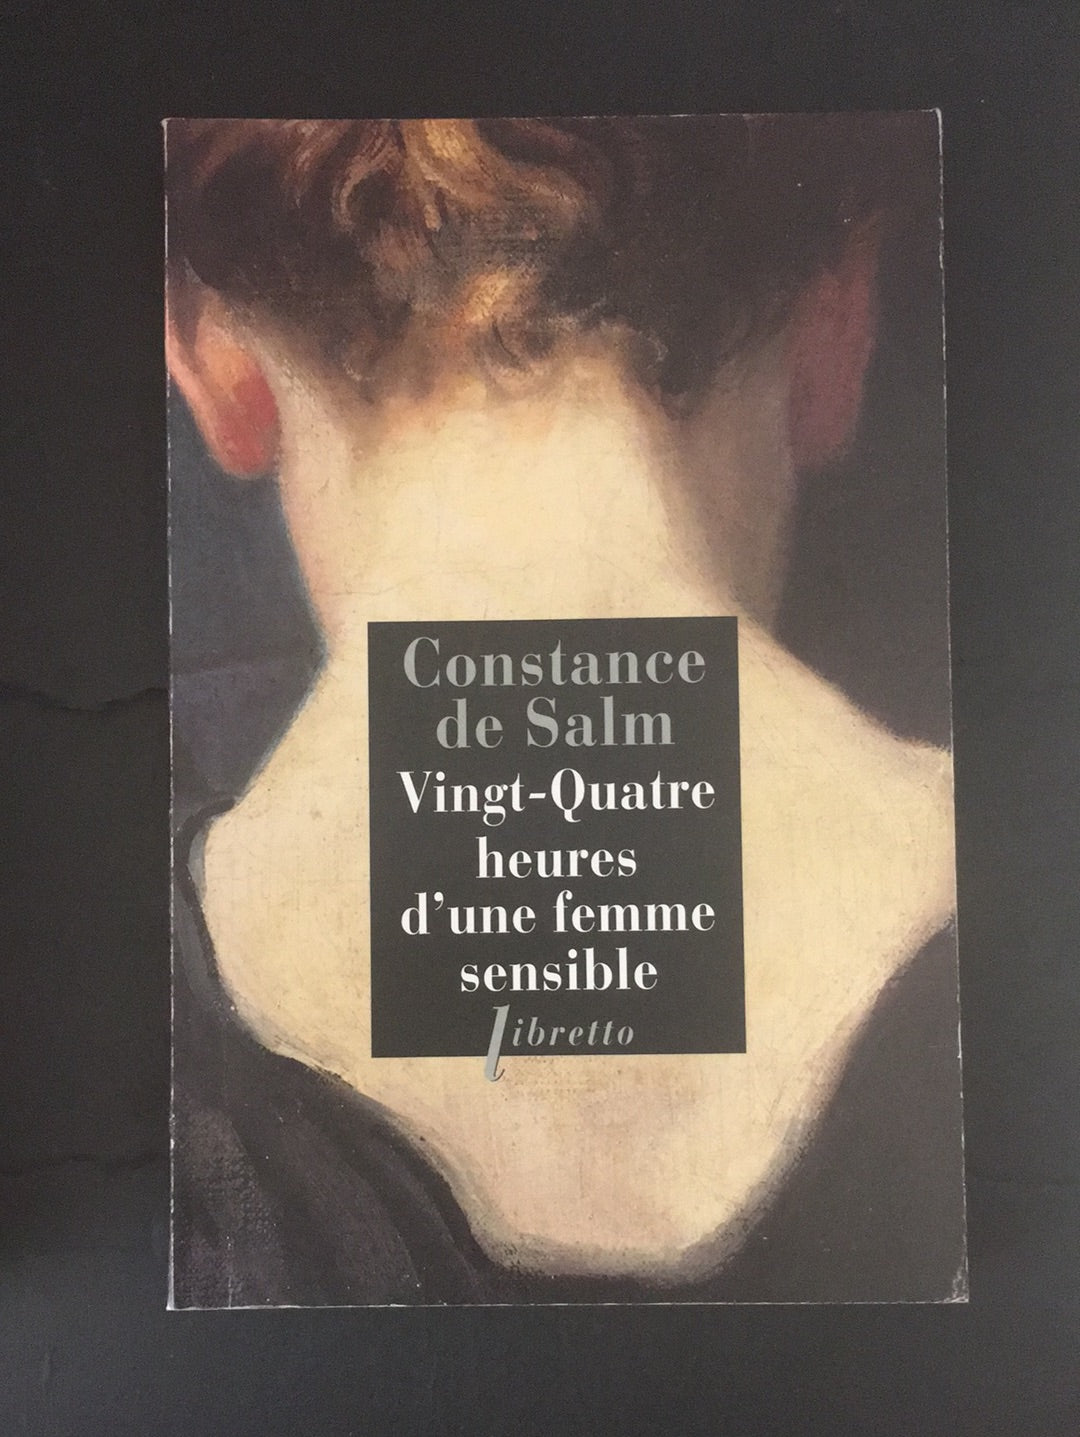 Constance
de Salm
Vingt-Quatre
heures
d'une femme
sensible
libretto